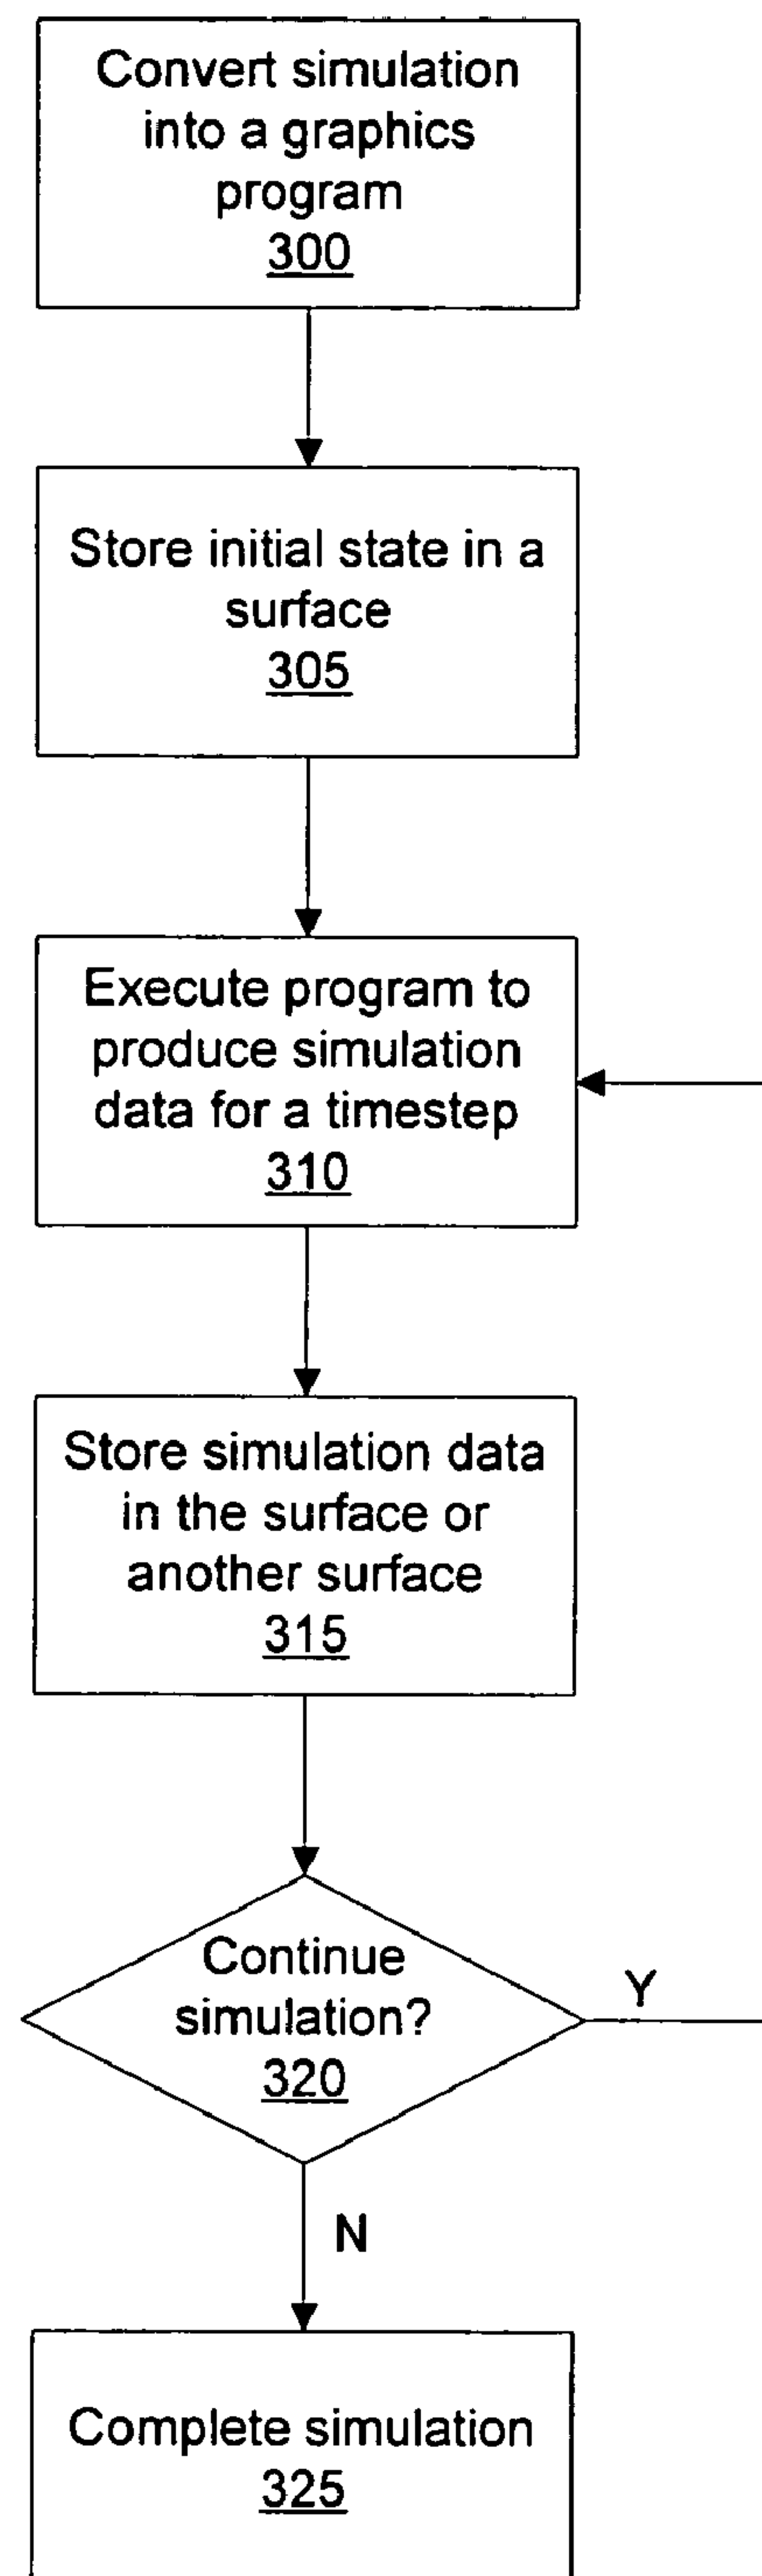 Convert simulation
into a graphics
program
300
Store initial state in a
surface
305
Execute program to
produce simulation
data for a timestep
310
Store simulation data
in the surface or
another surface
315
Continue
simulation?
320
Y
N
Complete simulation
325